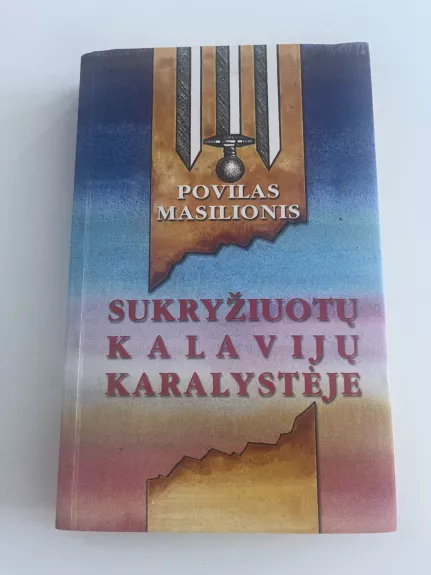 POVILAS
MASILIONIS
SUKRYŽIUOTŲ
KALAVIJŲ
KARALYSTĖJE